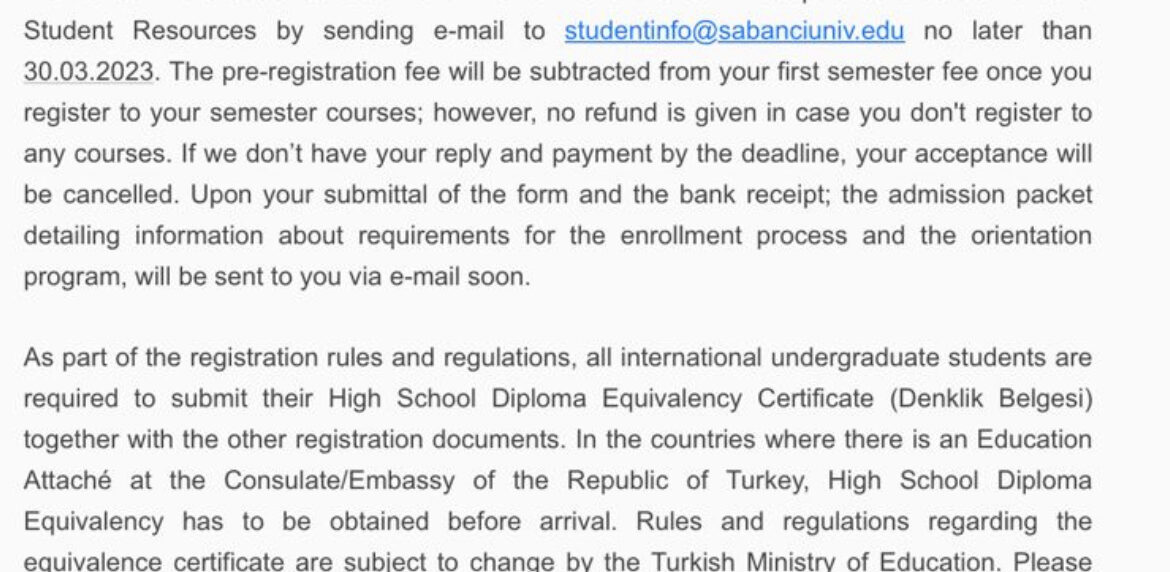 Student Resources by sending e-mail to studentinfo@sabanciuniv.edu no later than
30.03.2023. The pre-registration fee will be subtracted from your first semester fee once you
register to your semester courses; however, no refund is given in case you don't register to
any courses. If we don’t have your reply and payment by the deadline, your acceptance will
be cancelled. Upon your submittal of the form and the bank receipt; the admission packet
detailing information about requirements for the enrollment process and the orientation
program, will be sent to you via e-mail soon.
As part of the registration rules and regulations, all international undergraduate students are
required to submit their High School Diploma Equivalency Certificate (Denklik Belgesi)
together with the other registration documents. In the countries where there is an Education
Attaché at the Consulate/Embassy of the Republic of Turkey, High School Diploma
Equivalency has to be obtained before arrival. Rules and regulations regarding the
equivalence certificate are subject to change by the Turkish Ministry of Education. Please